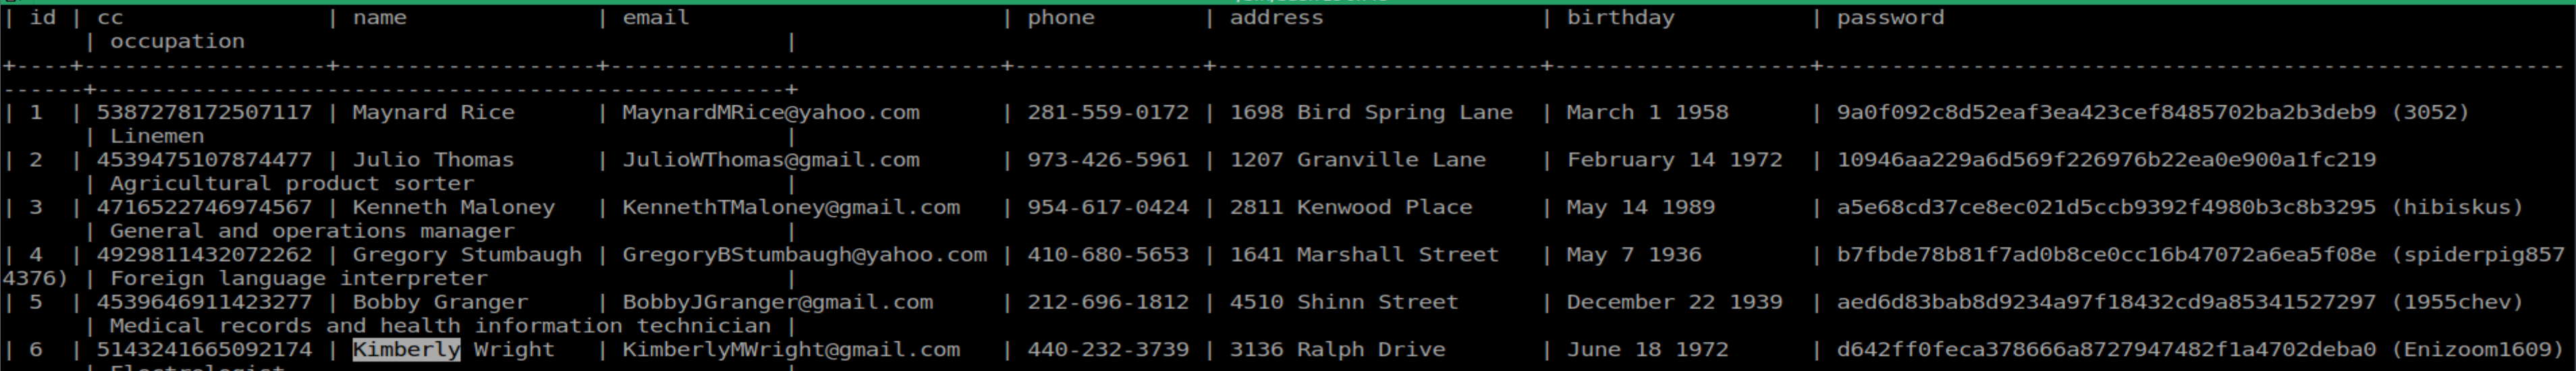 | id | cc | name | email | phone | address | birthday | password
| occupation |
+----+------------------+-------------------+-----------------------------+--------------+------------------------+-------------------+-------------------------------------------------------
------+---------------------------------------------------+
| 1 | 5387278172507117 | Maynard Rice | MaynardMRice@yahoo.com | 281-559-0172 | 1698 Bird Spring Lane | March 1 1958 | 9a0f092c8d52eaf3ea423cef8485702ba2b3deb9 (3052)
| Linemen |
| 2 | 4539475107874477 | Julio Thomas | JulioWThomas@gmail.com | 973-426-5961 | 1207 Granville Lane | February 14 1972 | 10946aa229a6d569f226976b22ea0e900a1fc219
| Agricultural product sorter |
| 3 | 4716522746974567 | Kenneth Maloney | KennethTMaloney@gmail.com | 954-617-0424 | 2811 Kenwood Place | May 14 1989 | a5e68cd37ce8ec021d5ccb9392f4980b3c8b3295 (hibiskus)
| General and operations manager |
| 4 | 4929811432072262 | Gregory Stumbaugh | GregoryBStumbaugh@yahoo.com | 410-680-5653 | 1641 Marshall Street | May 7 1936 | b7fbde78b81f7ad0b8ce0cc16b47072a6ea5f08e (spiderpig857
4376) | Foreign language interpreter |
| 5 | 4539646911423277 | Bobby Granger | BobbyJGranger@gmail.com | 212-696-1812 | 4510 Shinn Street | December 22 1939 | aed6d83bab8d9234a97f18432cd9a85341527297 (1955chev)
| Medical records and health information technician |
| 6 | 5143241665092174 | Kimberly Wright | KimberlyMWright@gmail.com | 440-232-3739 | 3136 Ralph Drive | June 18 1972 | d642ff0feca378666a8727947482f1a4702deba0 (Enizoom1609)